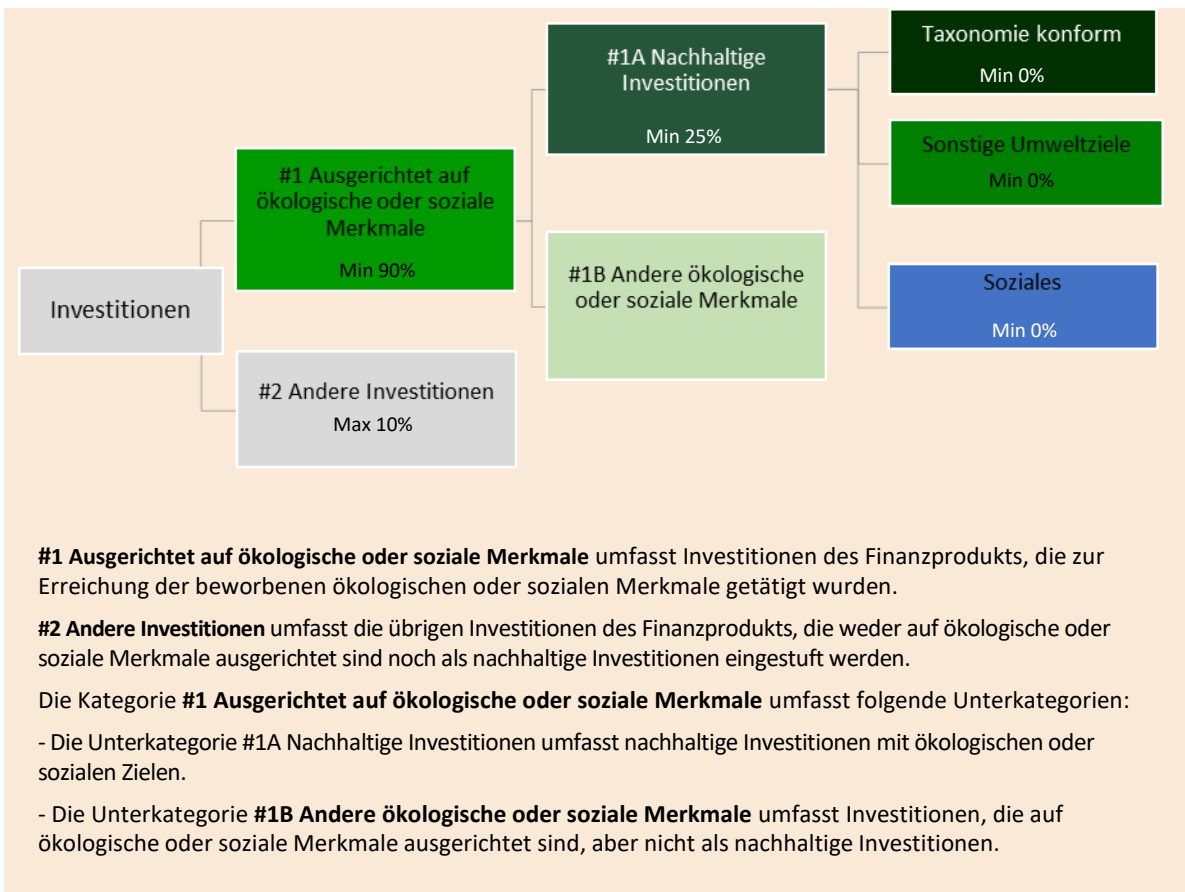 Investitionen
#1 Ausgerichtet auf
ökologische oder soziale
Merkmale
Min 90%
#2 Andere Investitionen
Max 10%
#1A Nachhaltige
Investitionen
Min 25%
#1B Andere ökologische
oder soziale Merkmale
Taxonomie konform
Min 0%
Sonstige Umweltziele
Min 0%
Soziales
Min 0%
#1 Ausgerichtet auf ökologische oder soziale Merkmale umfasst Investitionen des Finanzprodukts, die zur
Erreichung der beworbenen ökologischen oder sozialen Merkmale getätigt wurden.
#2 Andere Investitionen umfasst die übrigen Investitionen des Finanzprodukts, die weder auf ökologische oder
soziale Merkmale ausgerichtet sind noch als nachhaltige Investitionen eingestuft werden.
Die Kategorie #1 Ausgerichtet auf ökologische oder soziale Merkmale umfasst folgende Unterkategorien:
- Die Unterkategorie #1A Nachhaltige Investitionen umfasst nachhaltige Investitionen mit ökologischen oder
sozialen Zielen.
- Die Unterkategorie #1B Andere ökologische oder soziale Merkmale umfasst Investitionen, die auf
ökologische oder soziale Merkmale ausgerichtet sind, aber nicht als nachhaltige Investitionen.